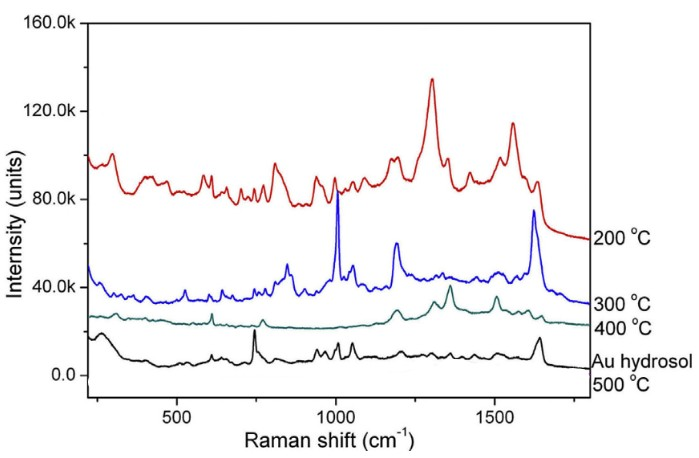 160.0k
120.0k
80.0k
40.0k
0.0
Internsity (units)
200 °C
300 °C
400 °C
Au hydrosol
500 °C
500
1000
1500
Raman shift (cm⁻¹)